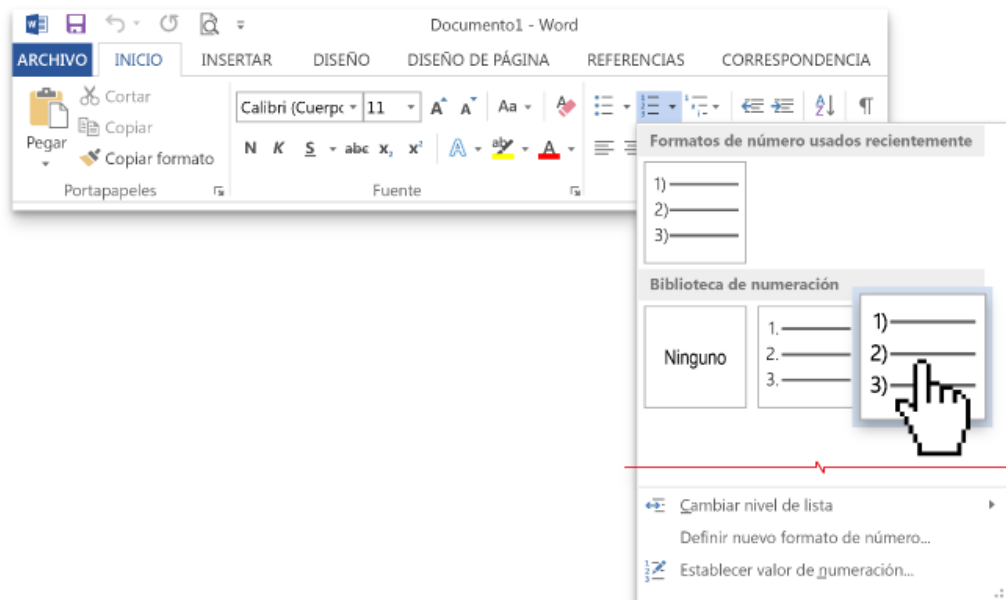 Documento1 - Word
ARCHIVO INICIO INSERTAR DISEÑO DISEÑO DE PÁGINA REFERENCIAS CORRESPONDENCIA
Cortar
Calibri (Cuerpc 11 A A Aa
Copiar
Pegar
N K S abc x, x² A aby A
Copiar formato
Portapapeles Fuente
Formatos de número usados recientemente
1)
2)
3)
Biblioteca de numeración
Ninguno
1.
2.
3.
1)
2)
3)
Cambiar nivel de lista
Definir nuevo formato de número...
Establecer valor de numeración...